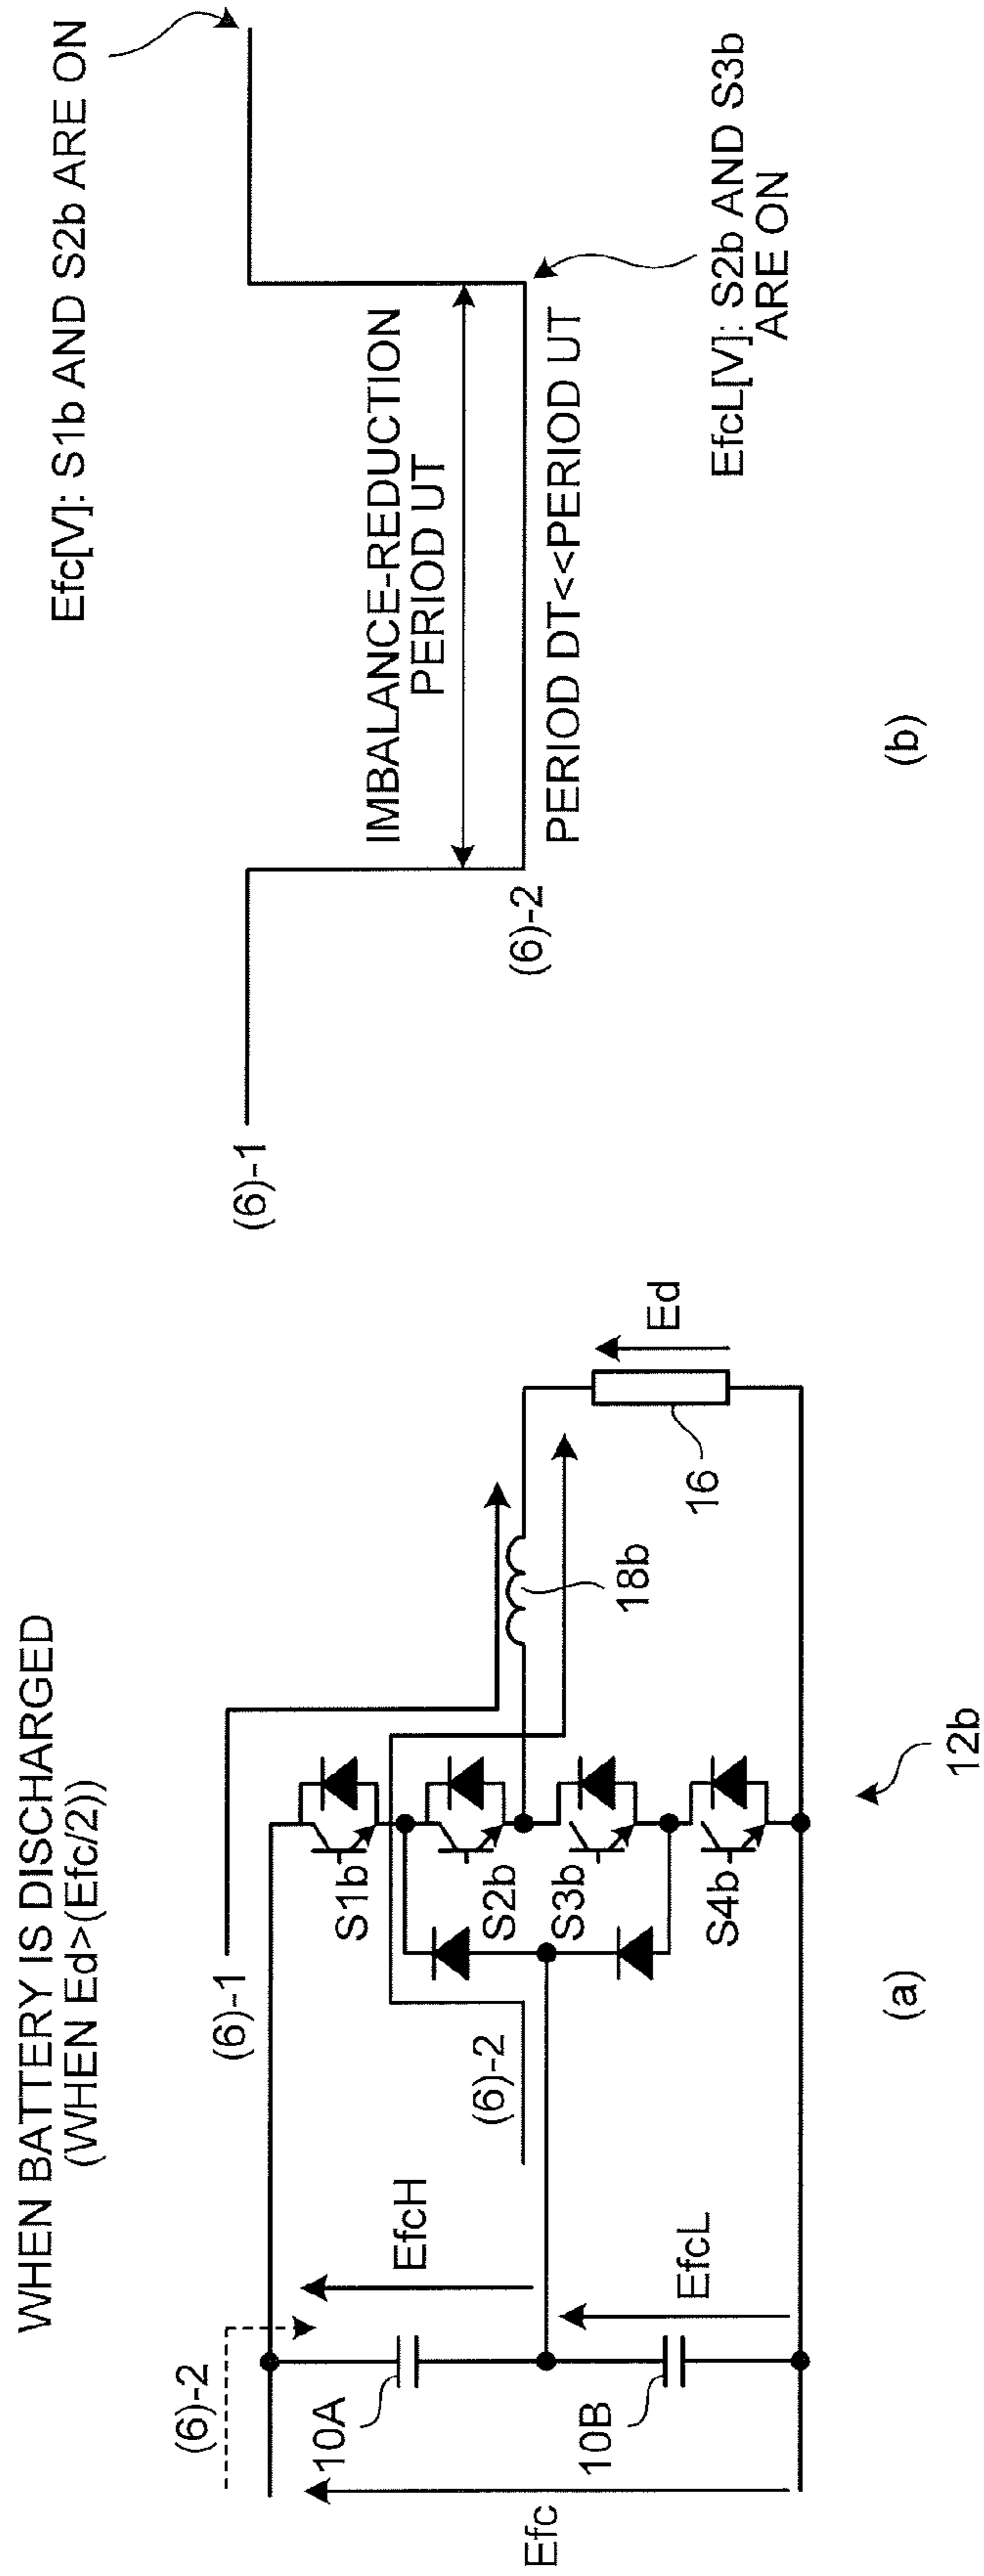 WHEN BATTERY IS DISCHARGED
(WHEN Ed>(Efc/2))
(6)-2
(6)-1
10A
EfcH
(6)-2
S1b
S2b
S3b
S4b
18b
Ed
16
Efc
10B
EfcL
12b
(a)
Efc[V]: S1b AND S2b ARE ON
(6)-1
IMBALANCE-REDUCTION
PERIOD UT
(6)-2
PERIOD DT<<PERIOD UT
EfcL[V]: S2b AND S3b
ARE ON
(b)